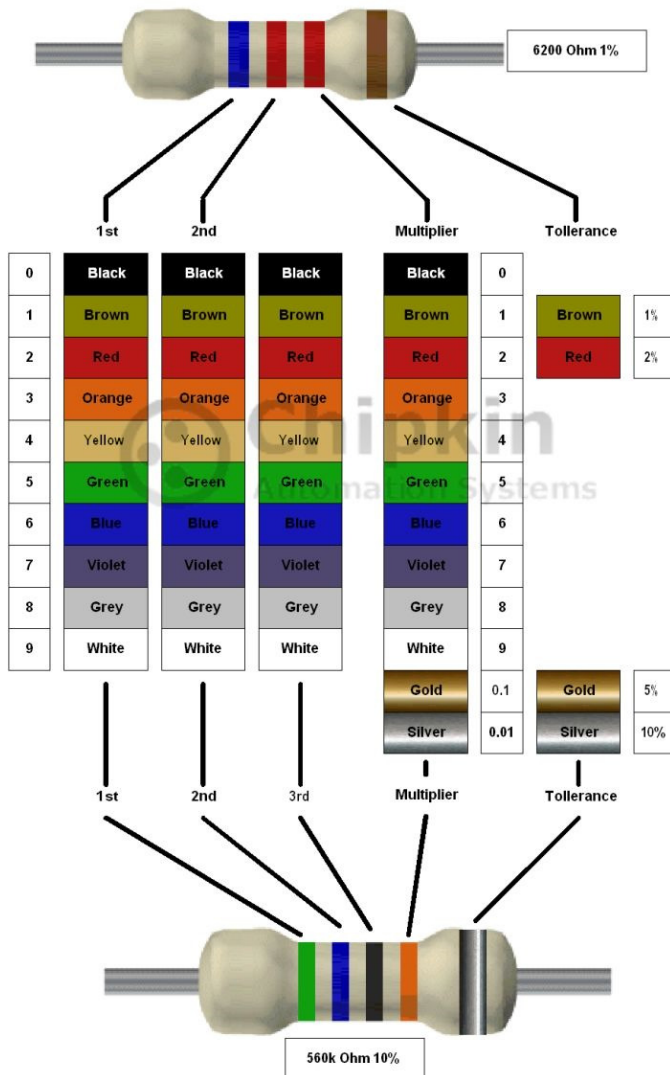 6200 Ohm 1%
1st 2nd Multiplier Tollerance
0 Black Black Black Black 0
1 Brown Brown Brown Brown 1 Brown 1%
2 Red Red Red Red 2 Red 2%
3 Orange Orange Orange Orange 3
4 Yellow Yellow Yellow Yellow 4
Chipkin
5 Green Green Green Green 5
Automation Systems
6 Blue Blue Blue Blue 6
7 Violet Violet Violet Violet 7
8 Grey Grey Grey Grey 8
9 White White White White 9
Gold 0.1 Gold 5%
Silver 0.01 Silver 10%
1st 2nd 3rd Multiplier Tollerance
560k Ohm 10%